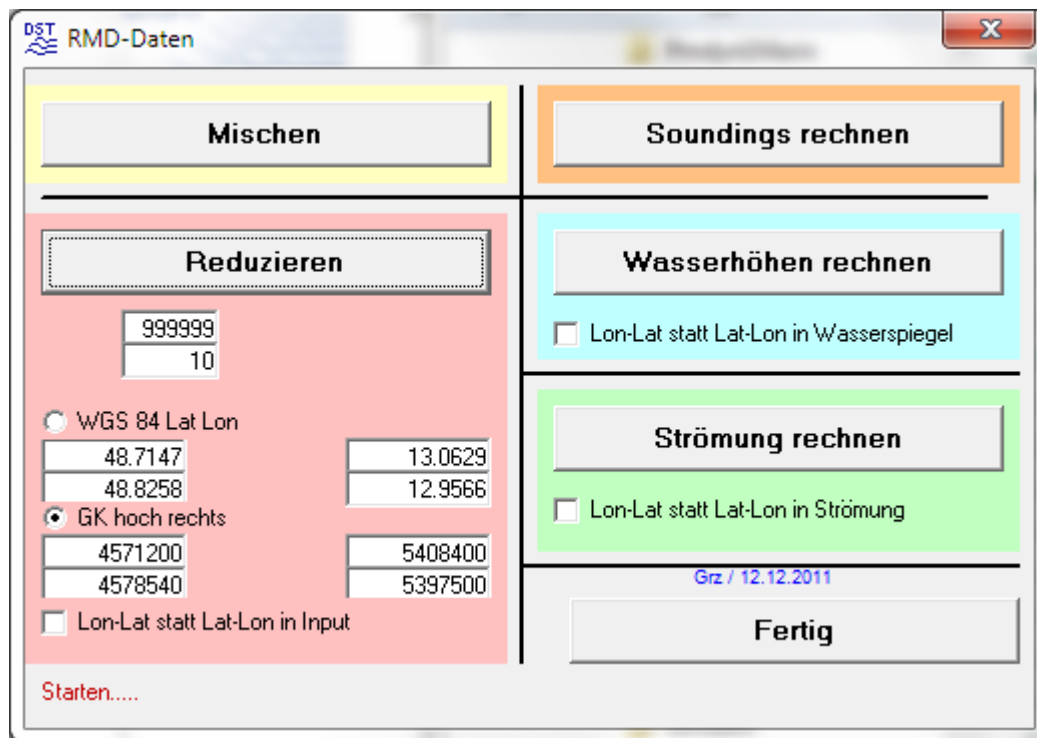 DST RMD-Daten
Mischen
Soundings rechnen
Reduzieren
999999
10
WGS 84 Lat Lon
48.7147 13.0629
48.8258 12.9566
GK hoch rechts
4571200 5408400
4578540 5397500
Lon-Lat statt Lat-Lon in Input
Starten.....
Wasserhöhen rechnen
Lon-Lat statt Lat-Lon in Wasserspiegel
Strömung rechnen
Lon-Lat statt Lat-Lon in Strömung
Grz / 12.12.2011
Fertig